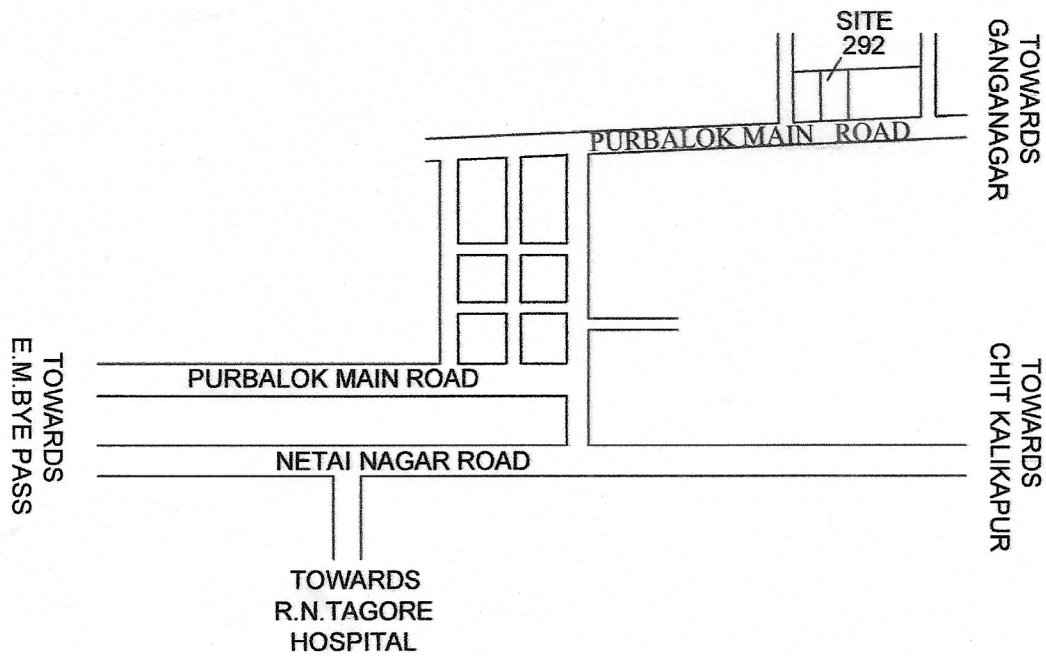 SITE
292
TOWARDS
GANGANAGAR
PURBALOK MAIN ROAD
TOWARDS
E.M.BYE PASS
PURBALOK MAIN ROAD
TOWARDS
CHIT KALIKAPUR
NETAI NAGAR ROAD
TOWARDS
R.N.TAGORE
HOSPITAL